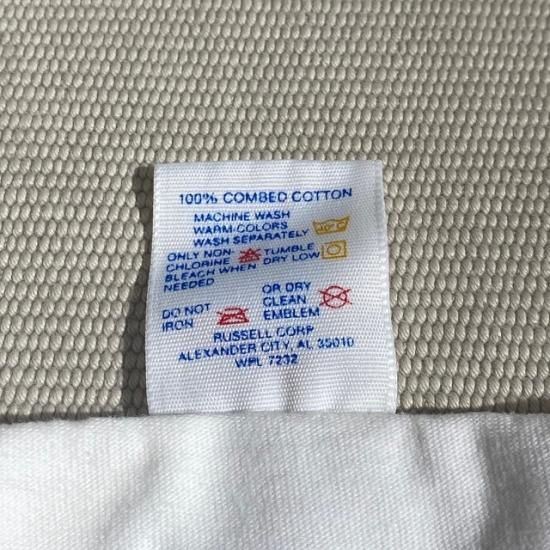 100% COMBED COTTON
MACHINE WASH
WARM-COLORS
WASH SEPARATELY 40°C
ONLY NON- TUMBLE
CHLORINE DRY LOW
BLEACH WHEN
NEEDED
DO NOT OR DRY
IRON CLEAN
EMBLEM
RUSSELL CORP
ALEXANDER CITY, AL 35010
WPL 7232